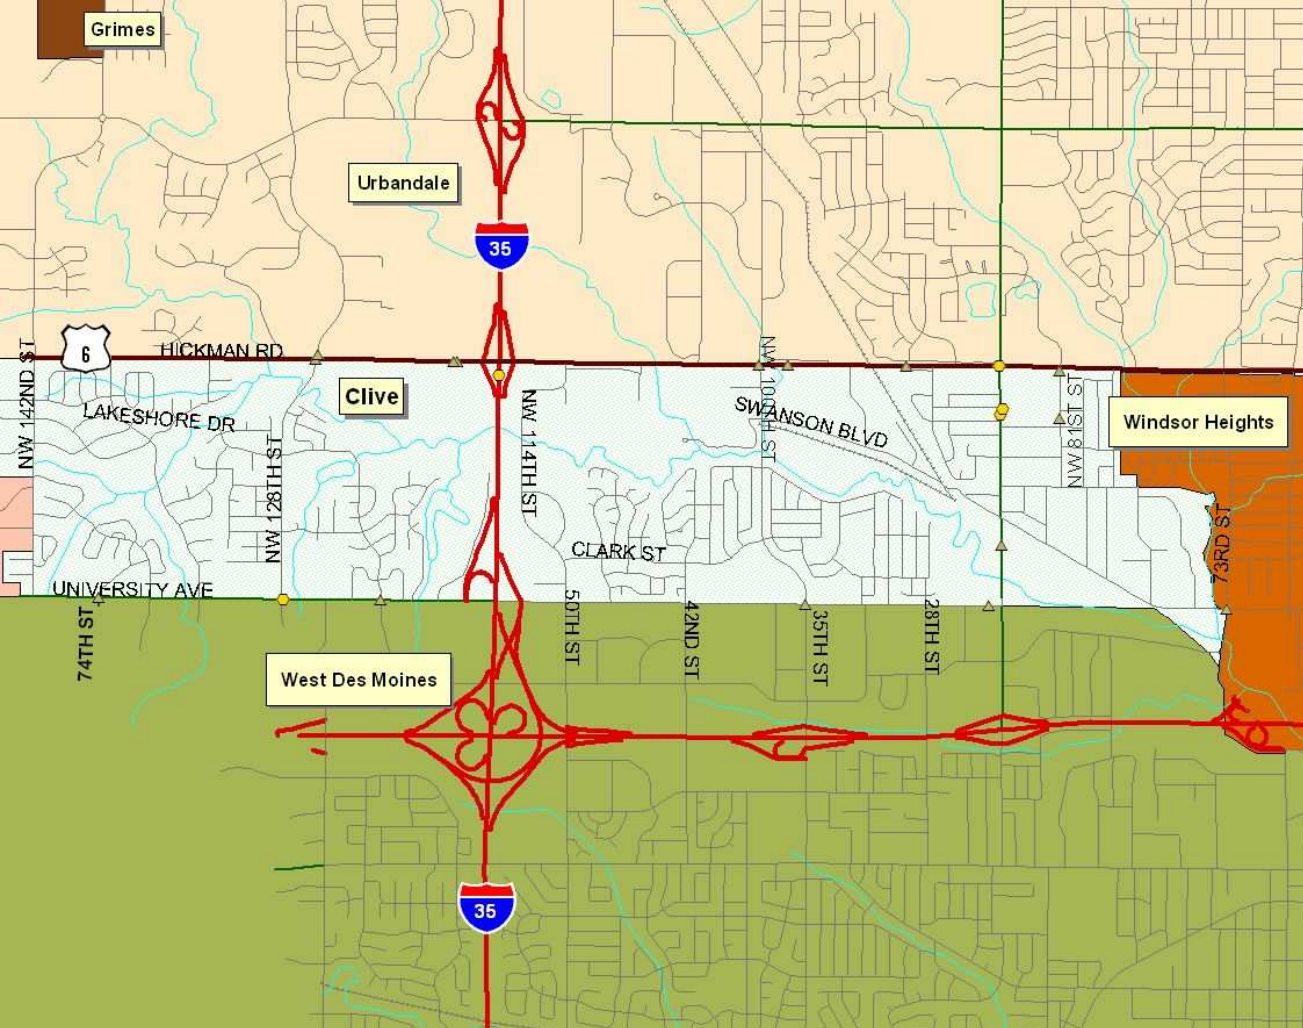 Grimes
Urbandale
35
6
HICKMAN RD
NW 142ND ST
Clive
LAKESHORE DR
NW 128TH ST
NW 114TH ST
NW 100TH ST
SWANSON BLVD
NW 81ST ST
Windsor Heights
73RD ST
CLARK ST
UNIVERSITY AVE
74TH ST
50TH ST
42ND ST
35TH ST
28TH ST
West Des Moines
35